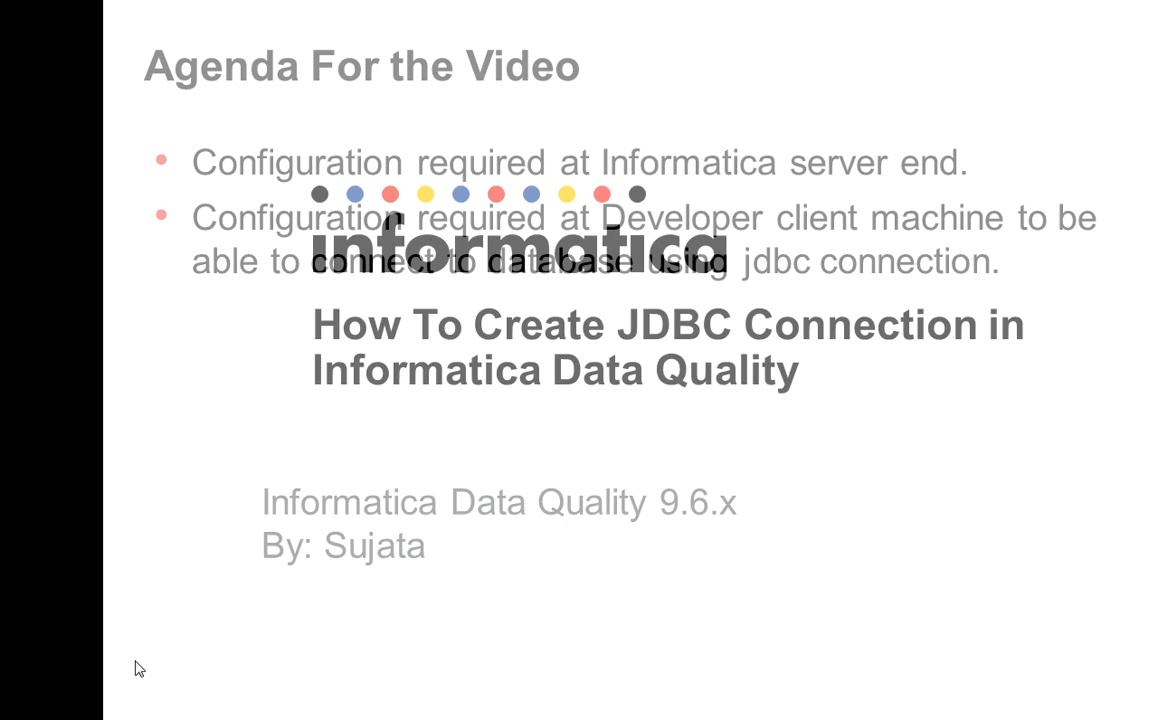 Agenda For the Video
• Configuration required at Informatica server end.
• Configuration required at Developer client machine to be
able to connect to database using jdbc connection.
informatica
How To Create JDBC Connection in
Informatica Data Quality
Informatica Data Quality 9.6.x
By: Sujata